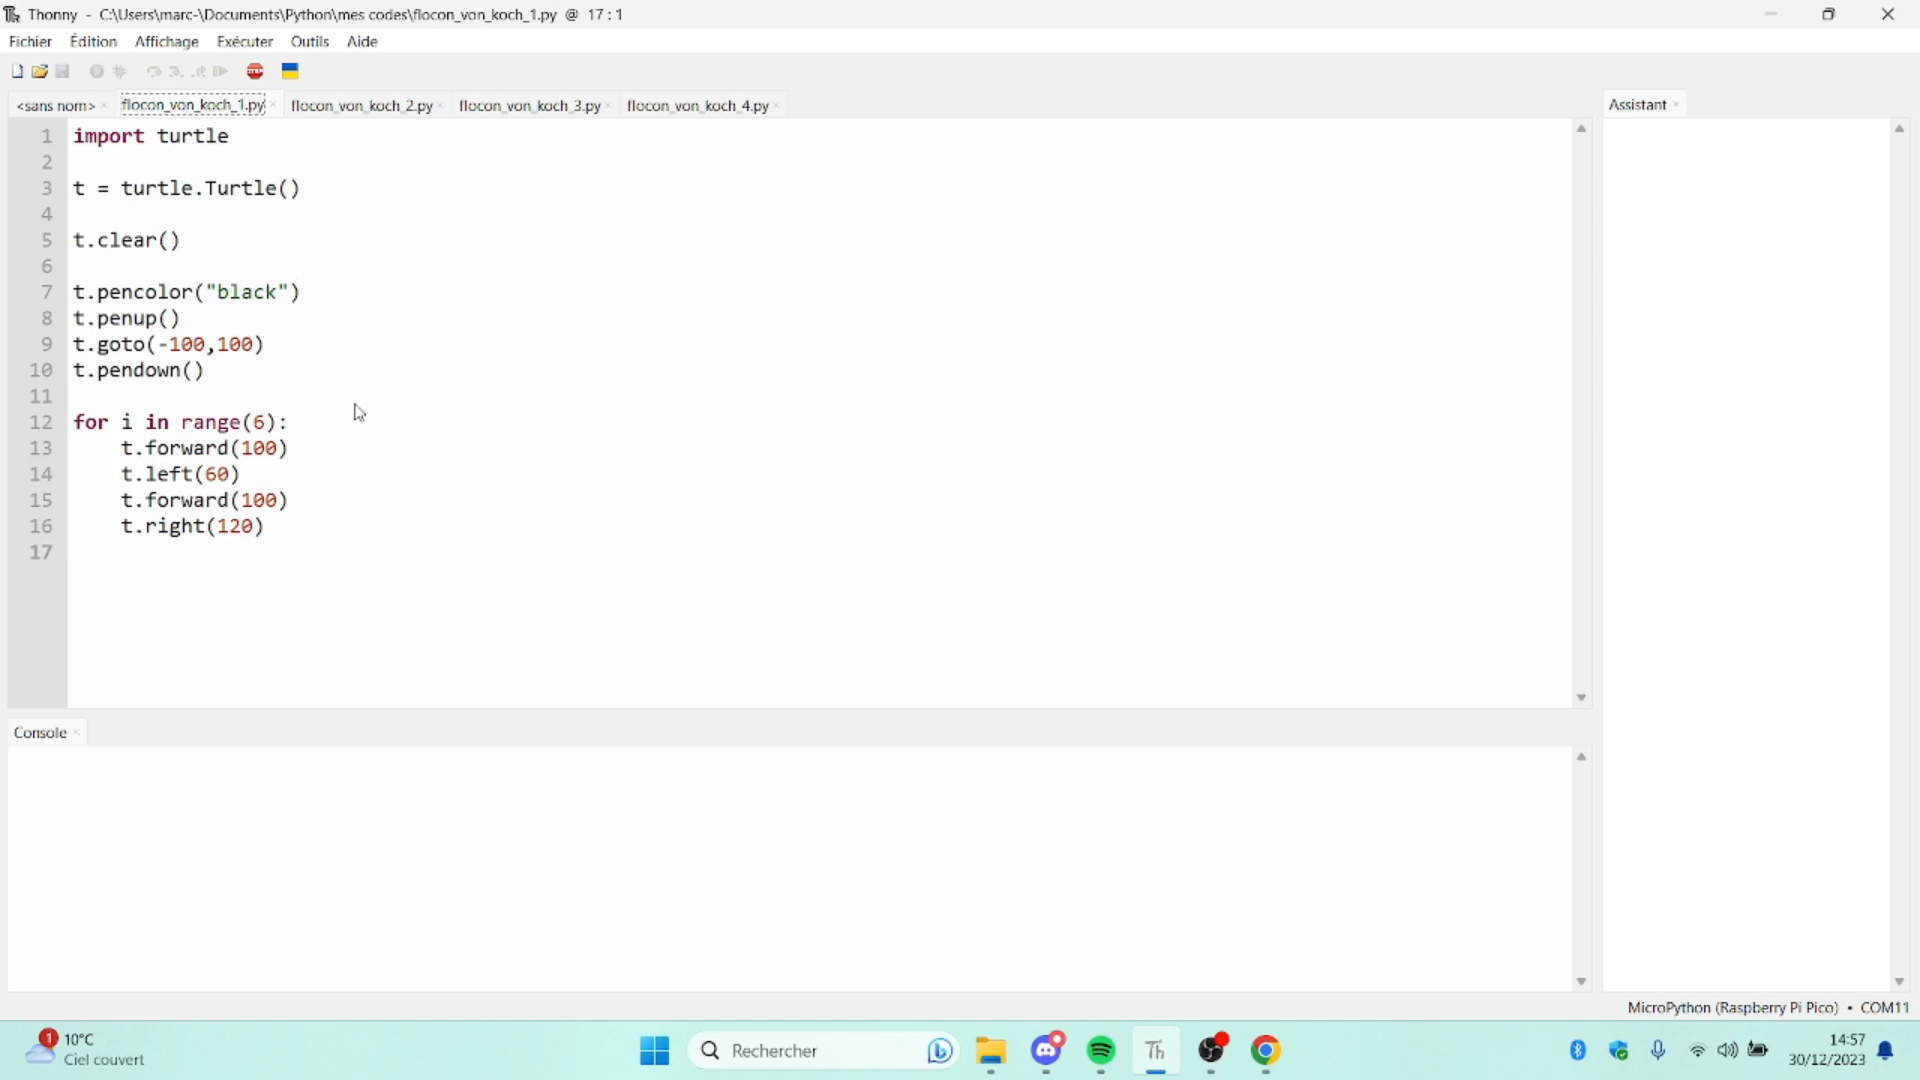 Thonny - C:\Users\marc-\Documents\Python\mes codes\flocon_von_koch_1.py @ 17 : 1
Fichier Édition Affichage Exécuter Outils Aide
<sans nom> × flocon_von_koch_1.py × flocon_von_koch_2.py × flocon_von_koch_3.py × flocon_von_koch_4.py ×
Assistant ×
1 import turtle
2
3 t = turtle.Turtle()
4
5 t.clear()
6
7 t.pencolor("black")
8 t.penup()
9 t.goto(-100,100)
10 t.pendown()
11
12 for i in range(6):
13     t.forward(100)
14     t.left(60)
15     t.forward(100)
16     t.right(120)
17
Console ×
MicroPython (Raspberry Pi Pico) • COM11
1
10°C
Ciel couvert
Rechercher
Th
14:57
30/12/2023